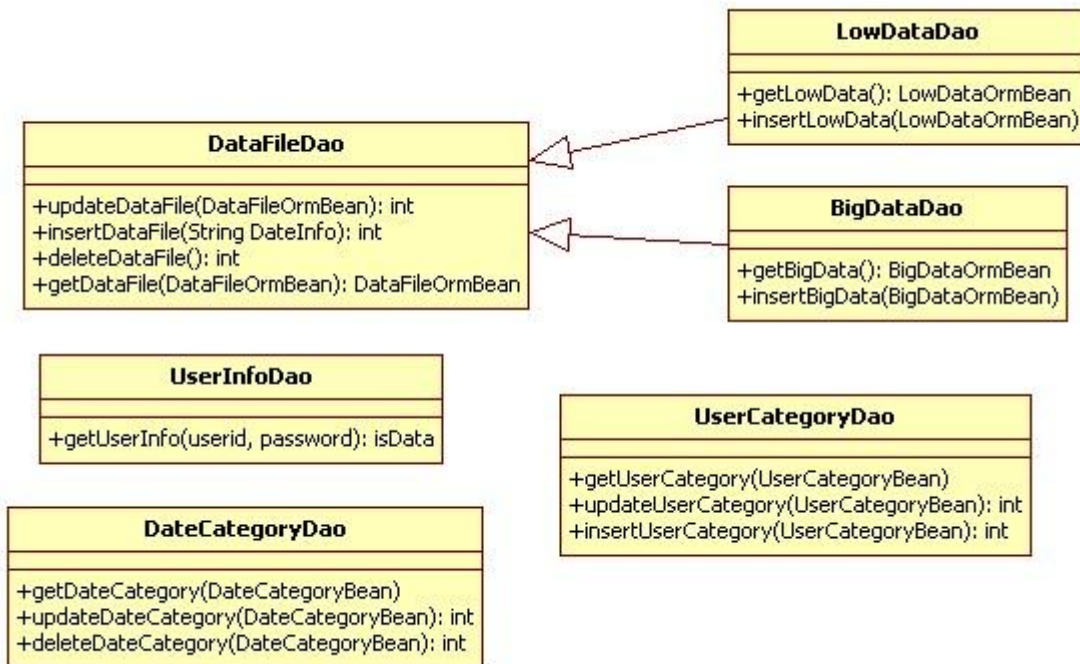 LowDataDao
+getLowData(): LowDataOrmBean
+insertLowData(LowDataOrmBean)
DataFileDao
+updateDataFile(DataFileOrmBean): int
+insertDataFile(String DateInfo): int
+deleteDataFile(): int
+getDataFile(DataFileOrmBean): DataFileOrmBean
BigDataDao
+getBigData(): BigDataOrmBean
+insertBigData(BigDataOrmBean)
UserInfoDao
+getUserInfo(userid, password): isData
UserCategoryDao
+getUserCategory(UserCategoryBean)
+updateUserCategory(UserCategoryBean): int
+insertUserCategory(UserCategoryBean): int
DateCategoryDao
+getDateCategory(DateCategoryBean)
+updateDateCategory(DateCategoryBean): int
+deleteDateCategory(DateCategoryBean): int